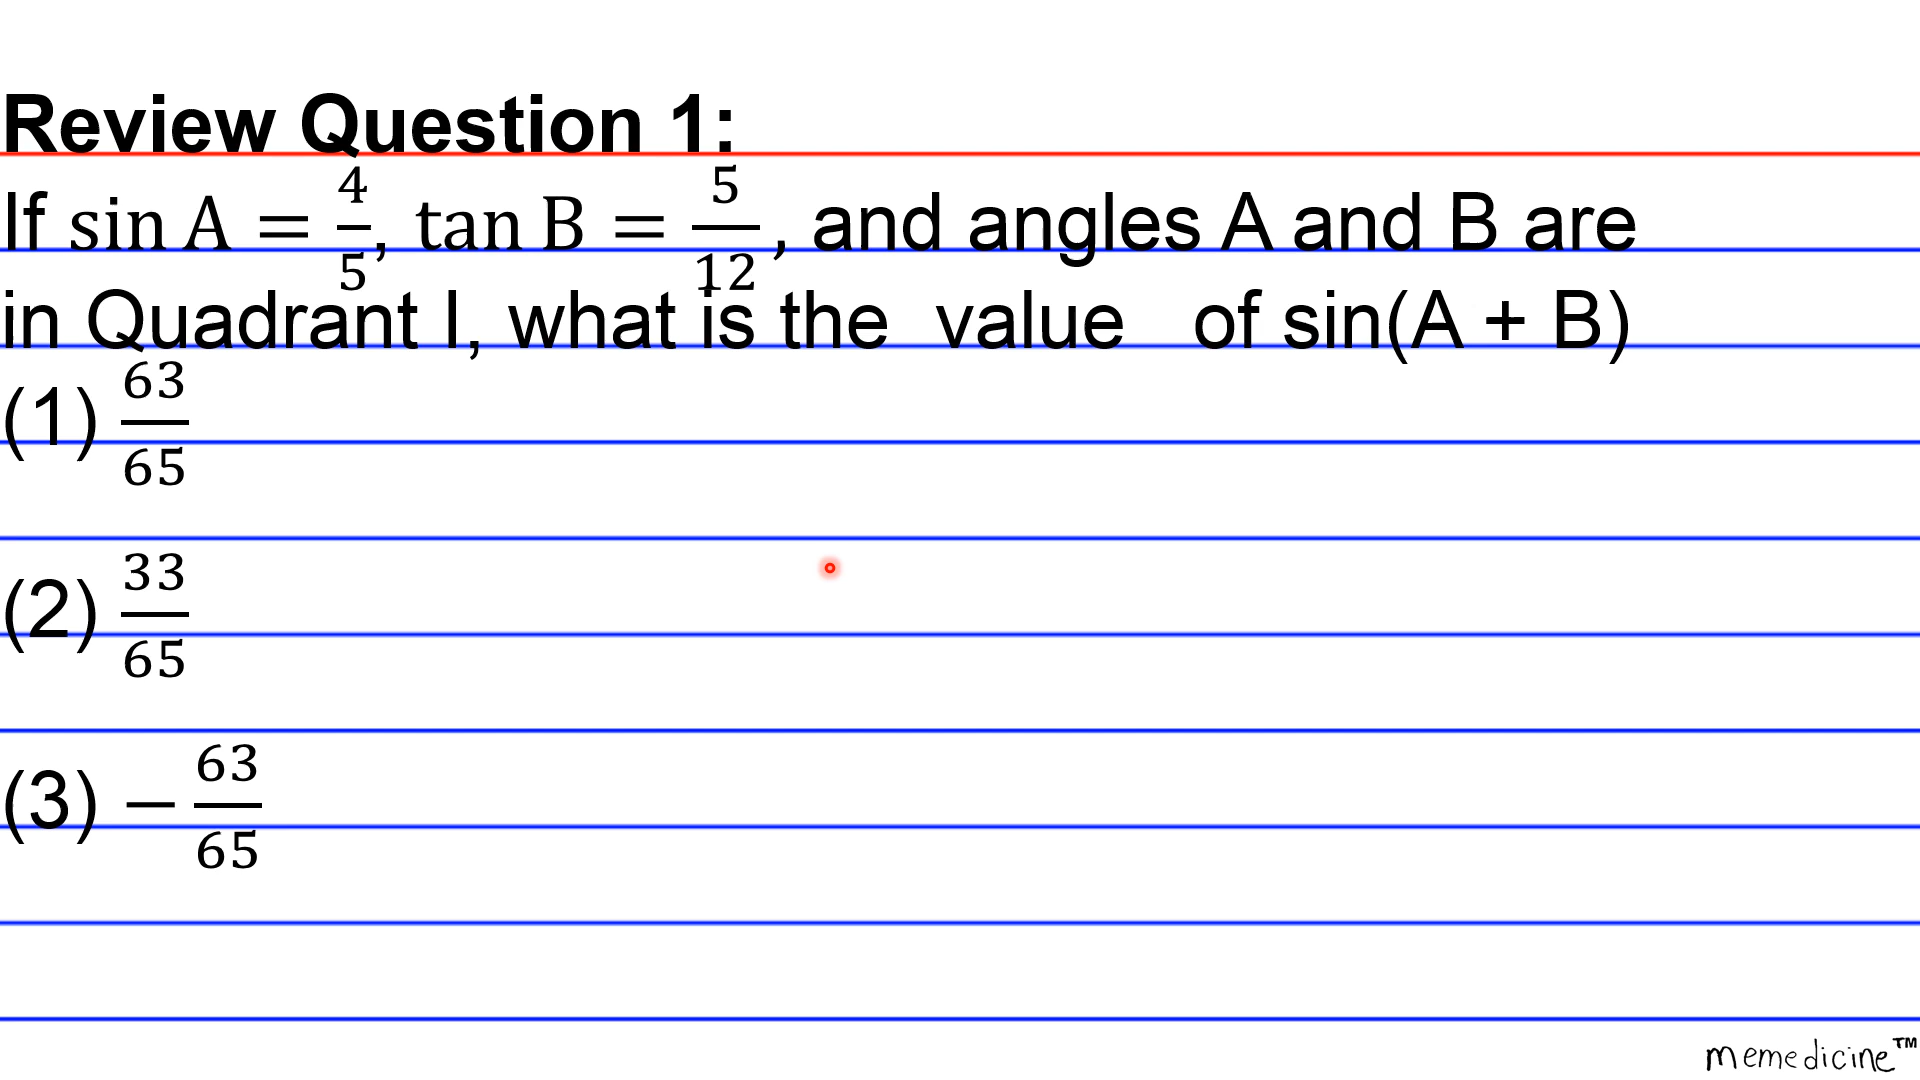 Review Question 1:
If sin A = 4/5, tan B = 5/12, and angles A and B are
in Quadrant I, what is the value of sin(A + B)
(1) 63/65
(2) 33/65
(3) – 63/65
memedicine™